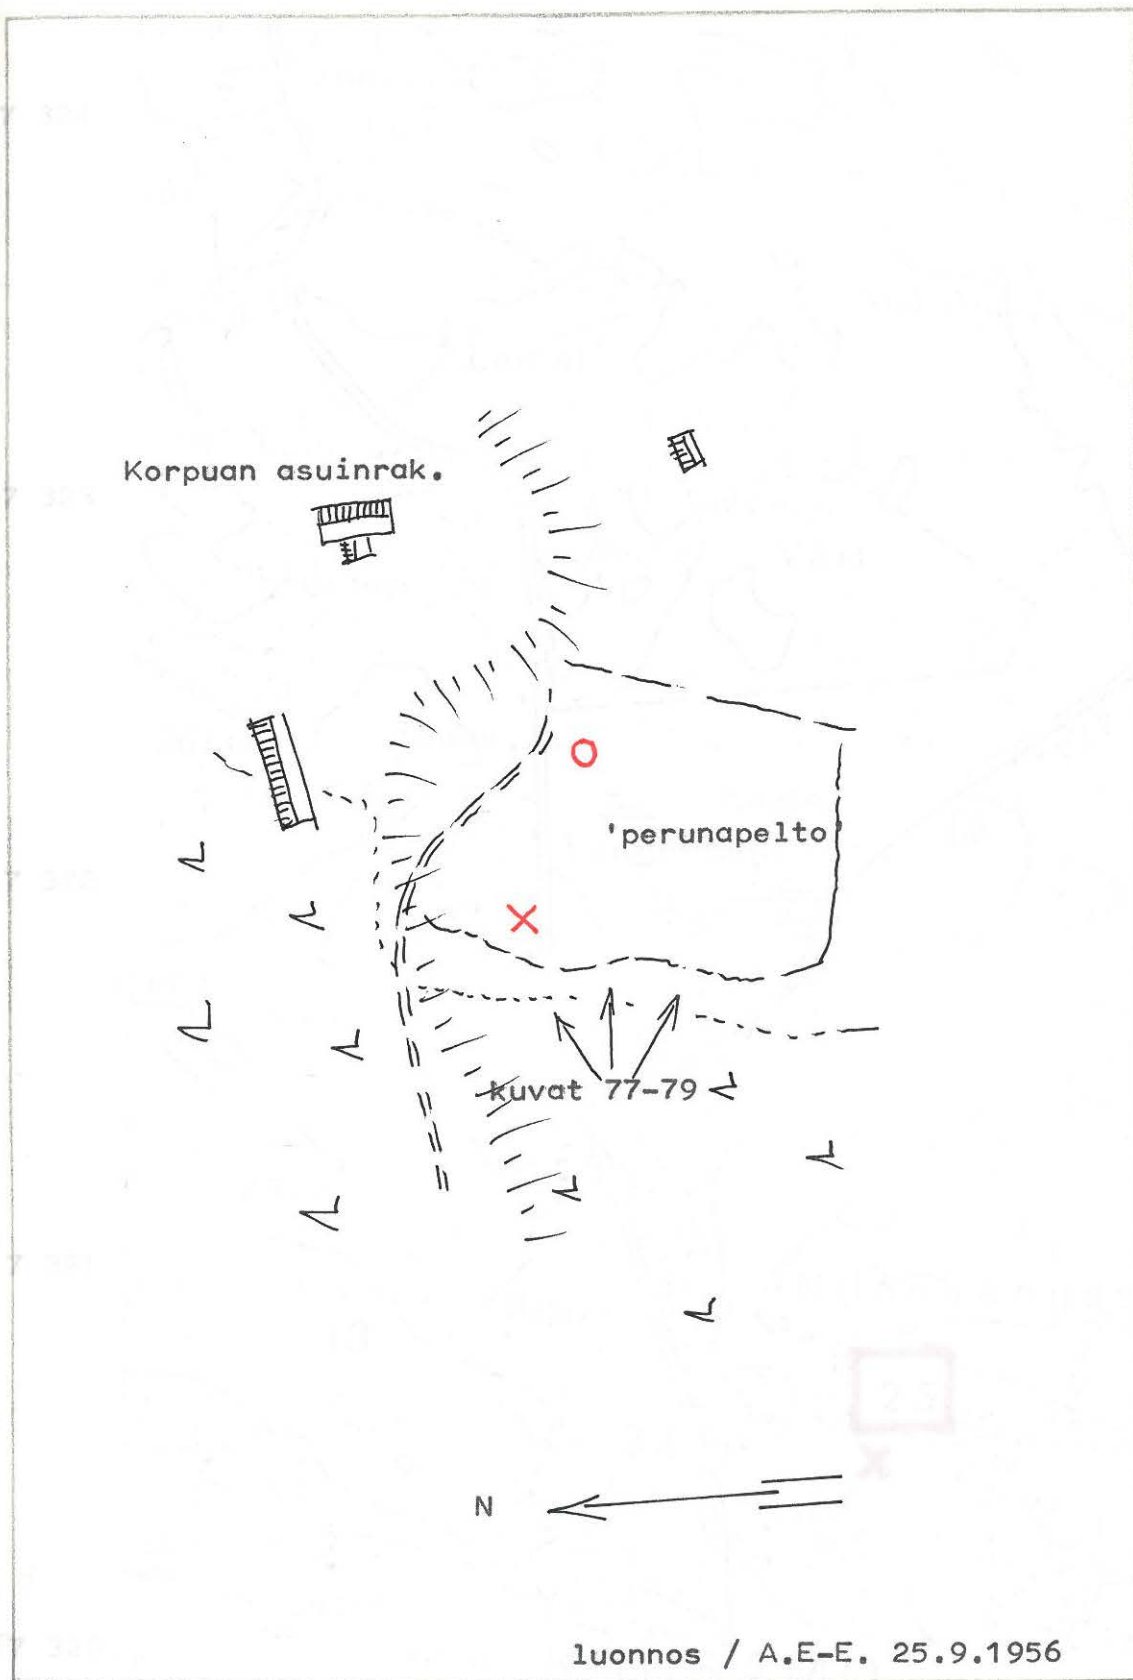 Korpuan asuinrak.
'perunapelto'
kuvat 77-79
N
luonnos / A.E-E. 25.9.1956